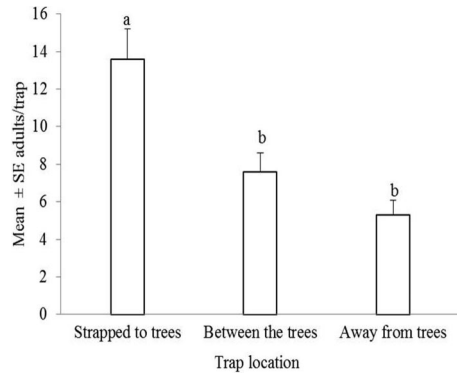 16
14
12
10
8
6
4
2
0
Mean ± SE adults/trap
a
b
b
Strapped to trees Between the trees Away from trees
Trap location